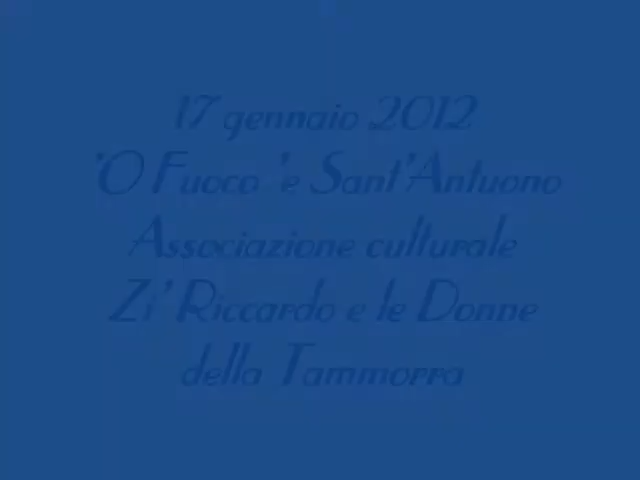 17 gennaio 2012
'O Fuoco 'e Sant'Antuono
Associazione culturale
Zi' Riccardo e le Donne
della Tammorra